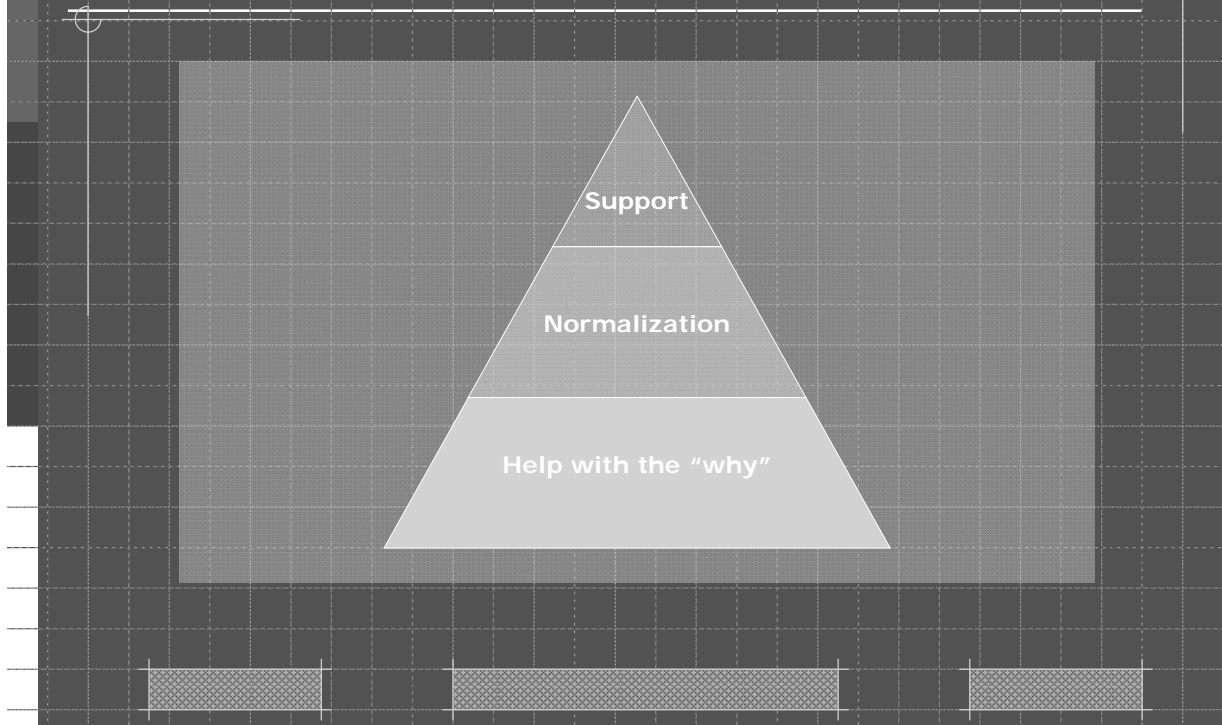 Support
Normalization
Help with the “why”